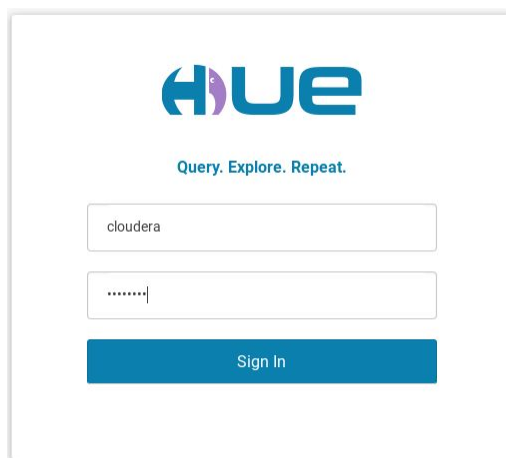 HUE
Query. Explore. Repeat.
cloudera
••••••••
Sign In